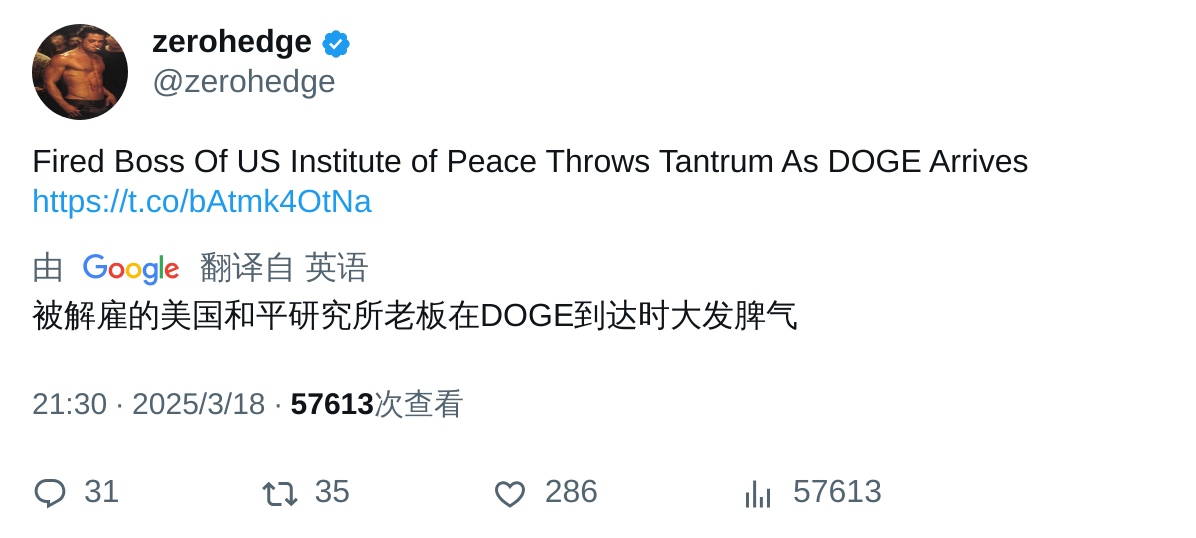 zerohedge
@zerohedge
Fired Boss Of US Institute of Peace Throws Tantrum As DOGE Arrives
https://t.co/bAtmk4OtNa
由 Google 翻译自 英语
被解雇的美国和平研究所老板在DOGE到达时大发脾气
21:30 · 2025/3/18 · 57613次查看
31 35 286 57613